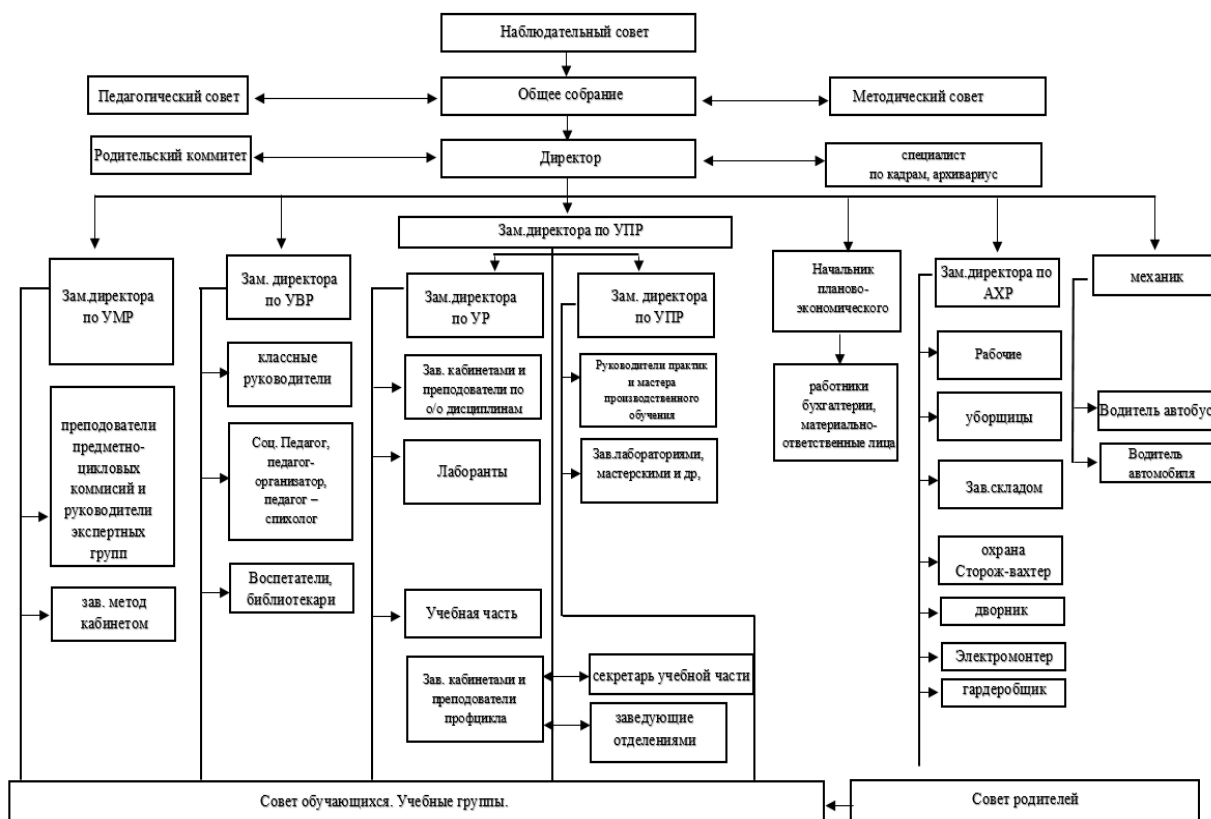 Наблюдательный совет
Педагогический совет
Общее собрание
Методический совет
Родительский коммитет
Директор
специалист
по кадрам, архивариус
Зам.директора по УПР
Зам.директора
по УМР
Зам. директора
по УВР
Зам.директора
по УР
Зам. директора
по УПР
Начальник
планово-
экономического
Зам.директора по
АХР
механик
классные
руководители
Зав. кабинетами и
преподователи по
о/о дисциплинам
Руководители практик
и мастера
производственного
обучения
работники
бухгалтерии,
материально-
ответственные лица
Рабочие
преподователи
предметно-
цикловых
коммисий и
руководители
экспертных
групп
Соц. Педагог,
педагог-
организатор,
педагог –
спихолог
Лаборанты
Зав.лабораториями,
мастерскими и др,
уборщицы
Водитель автобус
Зав.складом
Водитель
автомобиля
зав. метод
кабинетом
Воспетатели,
библиотекари
Учебная часть
охрана
Сторож-вахтер
дворник
Электромонтер
гардеробщик
Зав. кабинетами и
преподователи
профцикла
секретарь учебной части
заведующие
отделениями
Совет обучающихся. Учебные группы.
Совет родителей